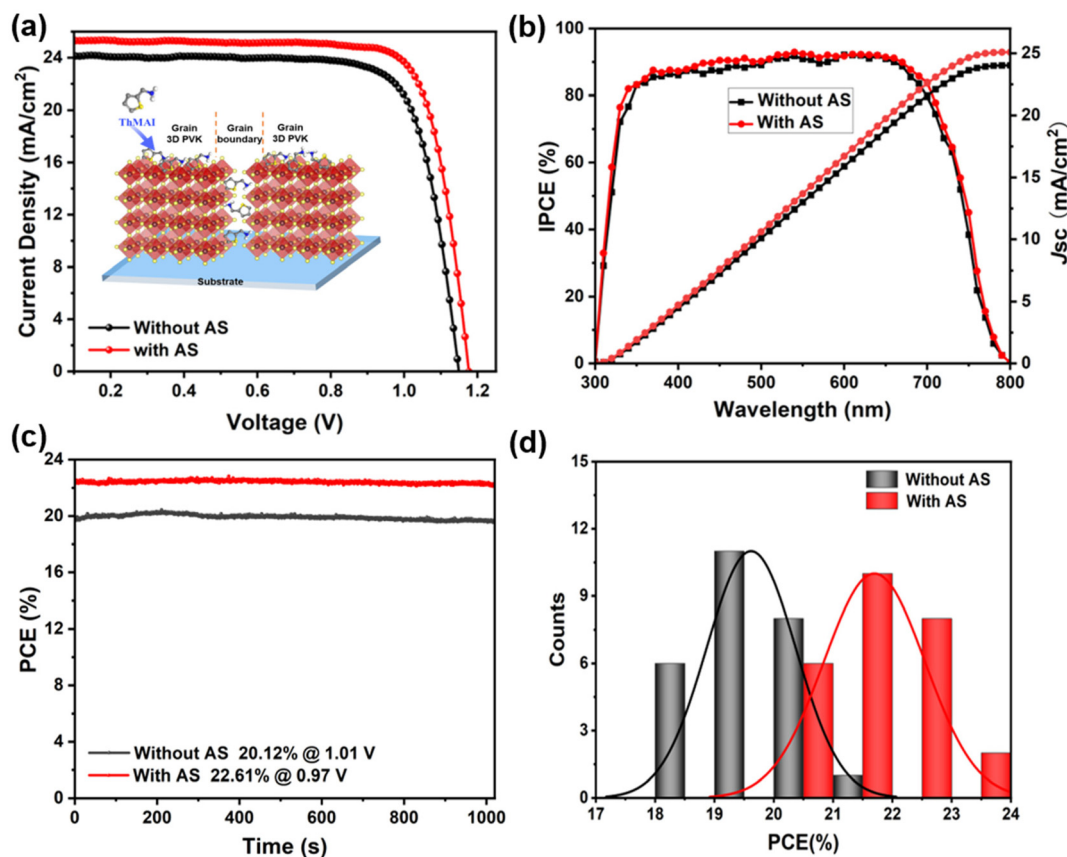 (a)
Current Density (mA/cm²)
24
24
20
16
12
8
4
0
ThMAI
Grain
3D PVK
Grain
boundary
Grain
3D PVK
Substrate
Without AS
with AS
0.2
0.4
0.6
0.8
1.0
1.2
Voltage (V)
(b)
IPCE (%)
100
80
60
40
20
0
Without AS
With AS
25
20
15
10
5
0
Jsc (mA/cm²)
300
400
500
600
700
800
Wavelength (nm)
(c)
PCE (%)
24
20
16
12
8
4
0
Without AS 20.12% @ 1.01 V
With AS 22.61% @ 0.97 V
0
200
400
600
800
1000
Time (s)
(d)
Counts
15
12
9
6
3
0
Without AS
With AS
17
18
19
20
21
22
23
24
PCE(%)